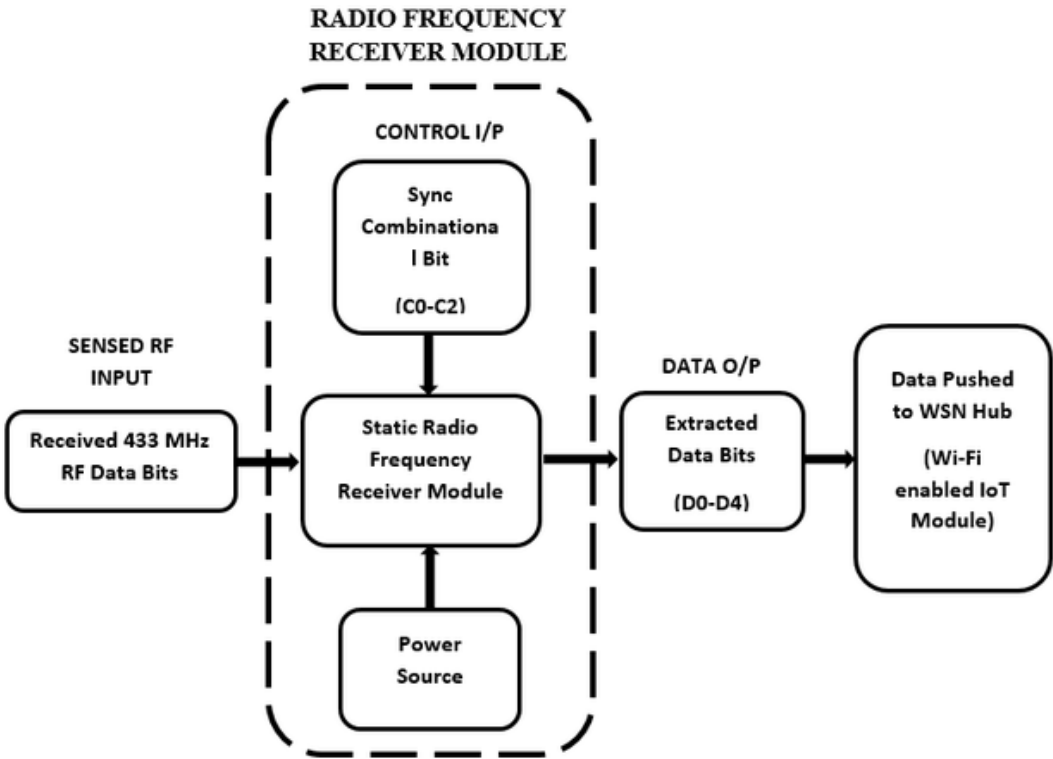 RADIO FREQUENCY
RECEIVER MODULE
CONTROL I/P
Sync
Combinationa
l Bit
(C0-C2)
SENSED RF
INPUT
Received 433 MHz
RF Data Bits
Static Radio
Frequency
Receiver Module
Power
Source
DATA O/P
Extracted
Data Bits
(D0-D4)
Data Pushed
to WSN Hub
(Wi-Fi
enabled IoT
Module)